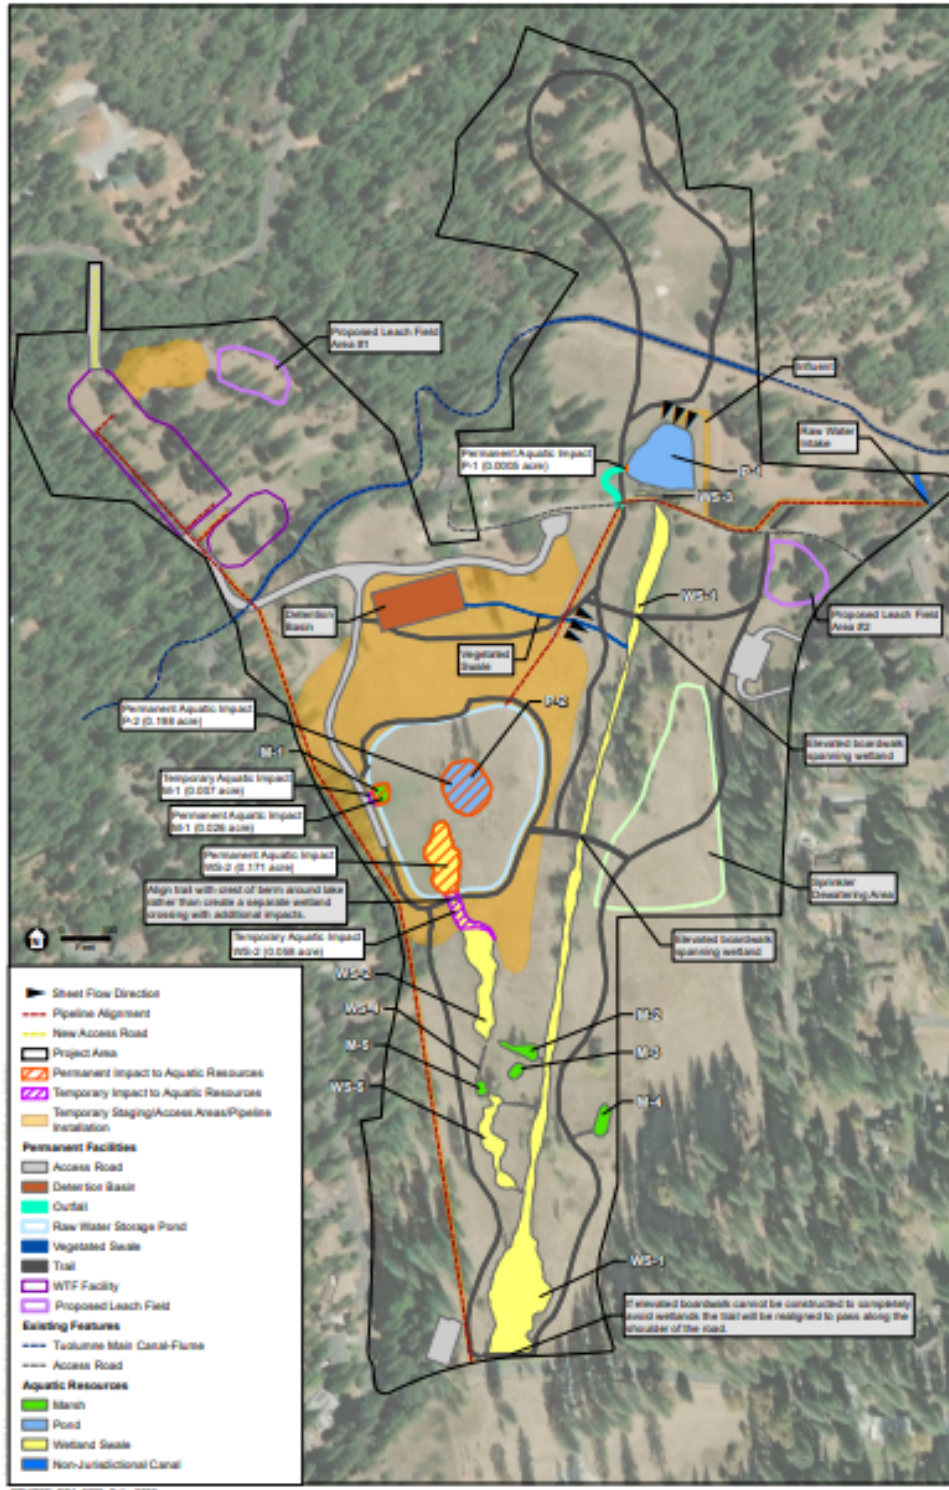 Proposed Leach Field
Area #1
Influent
Raw Water
Intake
Permanent Aquatic Impact
P-1 (0.0005 acre)
P-1
WS-3
WS-1
Detention
Basin
Vegetated
Swale
Proposed Leach Field
Area #2
Permanent Aquatic Impact
P-2 (0.198 acre)
P-2
M-1
Elevated boardwalk
spanning wetland
Temporary Aquatic Impact
M-1 (0.007 acre)
Permanent Aquatic Impact
M-1 (0.026 acre)
Permanent Aquatic Impact
WS-2 (0.171 acre)
Align trail with crest of berm around lake
rather than create a separate wetland
crossing with additional impacts.
Sprinkler
Dewatering Area
Temporary Aquatic Impact
WS-2 (0.058 acre)
Elevated boardwalk
spanning wetland
N
0
Feet
WS-2
WS-4
M-2
M-5
M-3
WS-5
M-4
WS-1
If elevated boardwalk cannot be constructed to completely
avoid wetlands the trail will be realigned to pass along the
shoulder of the road.
Sheet Flow Direction
Pipeline Alignment
New Access Road
Project Area
Permanent Impact to Aquatic Resources
Temporary Impact to Aquatic Resources
Temporary Staging/Access Areas/Pipeline
Installation
Permanent Facilities
Access Road
Detention Basin
Outfall
Raw Water Storage Pond
Vegetated Swale
Trail
WTF Facility
Proposed Leach Field
Existing Features
Tuolumne Main Canal-Flume
Access Road
Aquatic Resources
Marsh
Pond
Wetland Swale
Non-Jurisdictional Canal